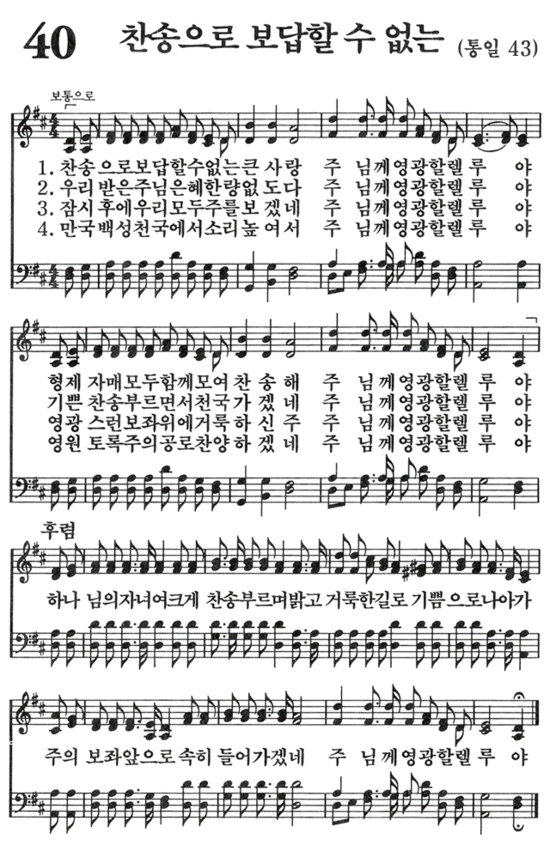 40 찬송으로 보답할 수 없는 (통일 43)
보통으로
1. 찬송 으로보답할수없는큰 사랑 주 님께영광할렐 루 야
2. 우리 받은주님은혜한량없 도다 주 님께영광할렐 루 야
3. 잠시 후에우리모두주를보 겠네 주 님께영광할렐 루 야
4. 만국 백성천국에서소리높 여서 주 님께영광할렐 루 야
형제 자매모두함께모여 찬 송 해 주 님께영광할렐 루 야
기쁜 찬송부르면서천국 가 겠네 주 님께영광할렐 루 야
영광 스런보좌위에거룩 하 신주 주 님께영광할렐 루 야
영원 토록주의공로찬양 하 겠네 주 님께영광할렐 루 야
후렴
하나 님의자녀여크게 찬송부르며밝고 거룩한길로 기쁨 으로나아가
주의 보좌앞으로 속히 들어가겠네 주 님께영광할렐 루 야